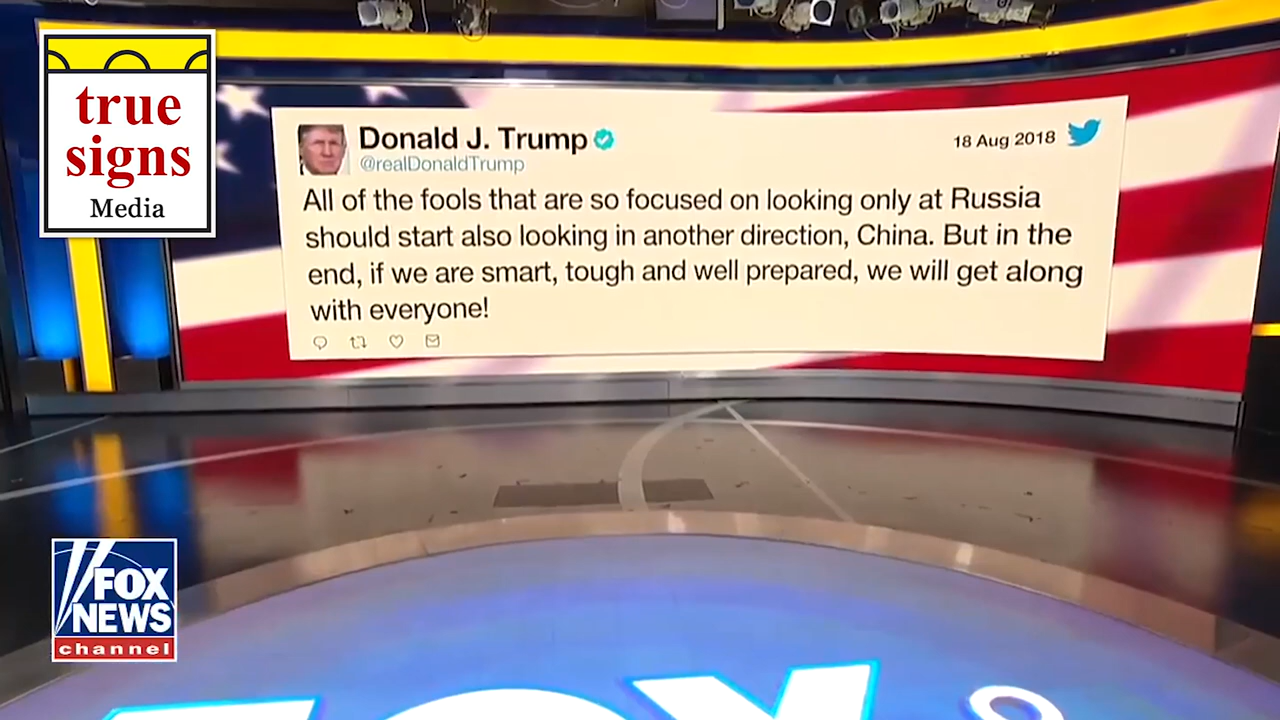 true
signs
Media
Donald J. Trump
@realDonaldTrump
18 Aug 2018
All of the fools that are so focused on looking only at Russia
should start also looking in another direction, China. But in the
end, if we are smart, tough and well prepared, we will get along
with everyone!
FOX
NEWS
channel
FOX